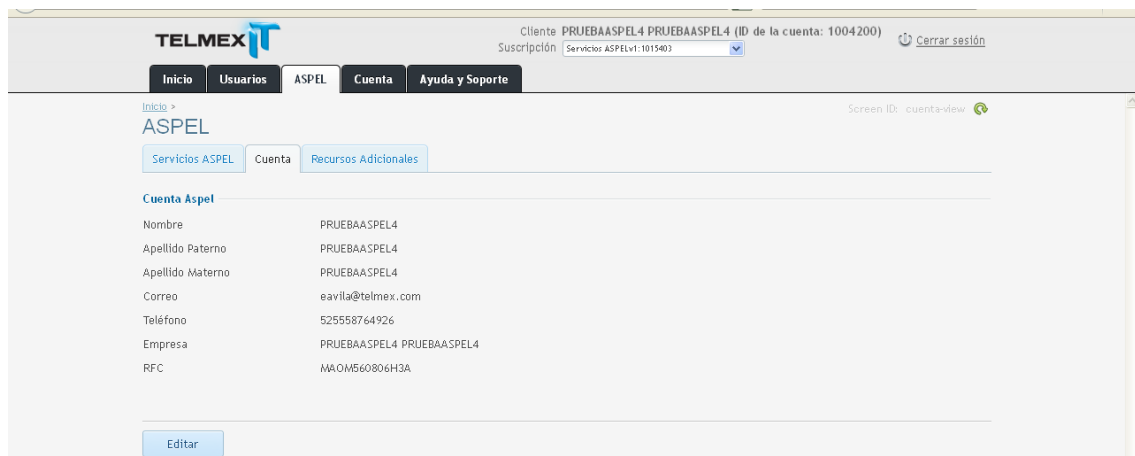 TELMEX IT
Cliente PRUEBAASPEL4 PRUEBAASPEL4 (ID de la cuenta: 1004200)
Suscripción Servicios ASPELv1:1015403
Cerrar sesión
Inicio Usuarios ASPEL Cuenta Ayuda y Soporte
Inicio >
Screen ID: cuenta-view
ASPEL
Servicios ASPEL Cuenta Recursos Adicionales
Cuenta Aspel
Nombre PRUEBAASPEL4
Apellido Paterno PRUEBAASPEL4
Apellido Materno PRUEBAASPEL4
Correo eavila@telmex.com
Teléfono 525558764926
Empresa PRUEBAASPEL4 PRUEBAASPEL4
RFC MAOM560806H3A
Editar